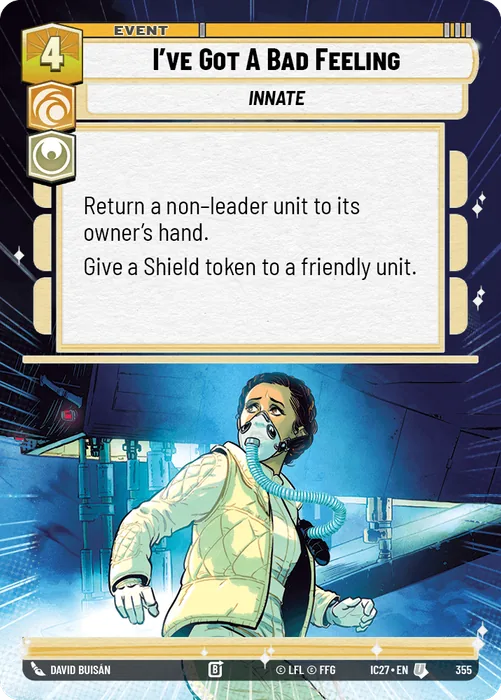 EVENT
4
I've Got A Bad Feeling
INNATE
Return a non-leader unit to its
owner's hand.
Give a Shield token to a friendly unit.
DAVID BUISÁN
B
© LFL © FFG
IC27 • EN
355